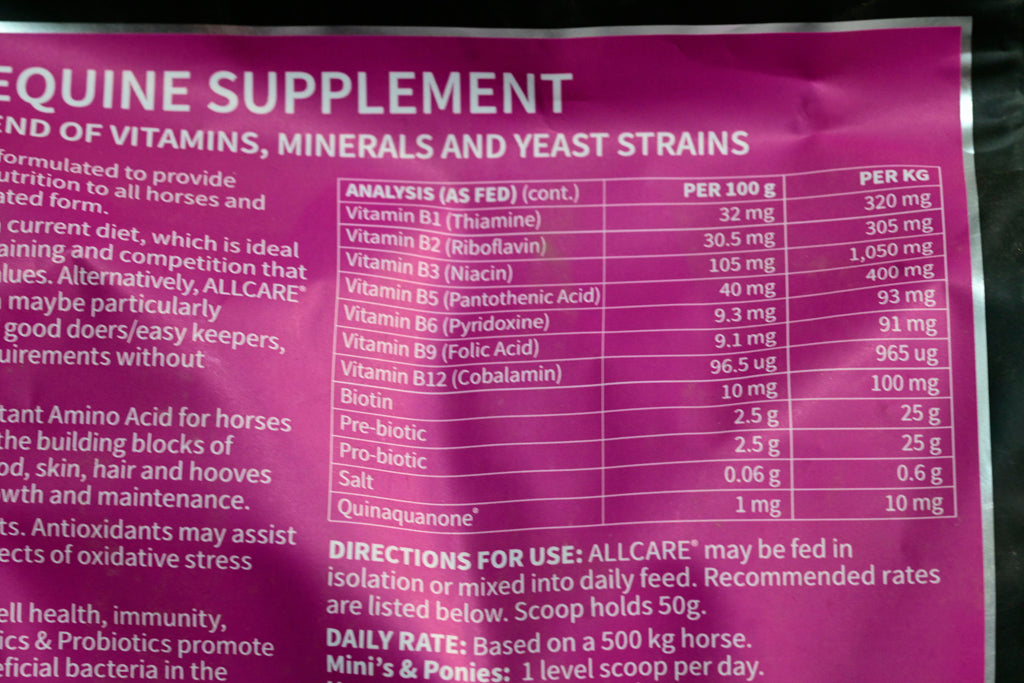 EQUINE SUPPLEMENT
END OF VITAMINS, MINERALS AND YEAST STRAINS
formulated to provide
utrition to all horses and
ated form.
current diet, which is ideal
aining and competition that
lues. Alternatively, ALLCARE®
maybe particularly
good doers/easy keepers,
uirements without
tant Amino Acid for horses
the building blocks of
od, skin, hair and hooves
wth and maintenance.
ts. Antioxidants may assist
ects of oxidative stress
ell health, immunity,
ics & Probiotics promote
eficial bacteria in the
ANALYSIS (AS FED) (cont.) PER 100 g PER KG
Vitamin B1 (Thiamine) 32 mg 320 mg
Vitamin B2 (Riboflavin) 30.5 mg 305 mg
Vitamin B3 (Niacin) 105 mg 1,050 mg
Vitamin B5 (Pantothenic Acid) 40 mg 400 mg
Vitamin B6 (Pyridoxine) 9.3 mg 93 mg
Vitamin B9 (Folic Acid) 9.1 mg 91 mg
Vitamin B12 (Cobalamin) 96.5 ug 965 ug
Biotin 10 mg 100 mg
Pre-biotic 2.5 g 25 g
Pro-biotic 2.5 g 25 g
Salt 0.06 g 0.6 g
Quinaquanone® 1 mg 10 mg
DIRECTIONS FOR USE: ALLCARE® may be fed in
isolation or mixed into daily feed. Recommended rates
are listed below. Scoop holds 50g.
DAILY RATE: Based on a 500 kg horse.
Mini's & Ponies: 1 level scoop per day.